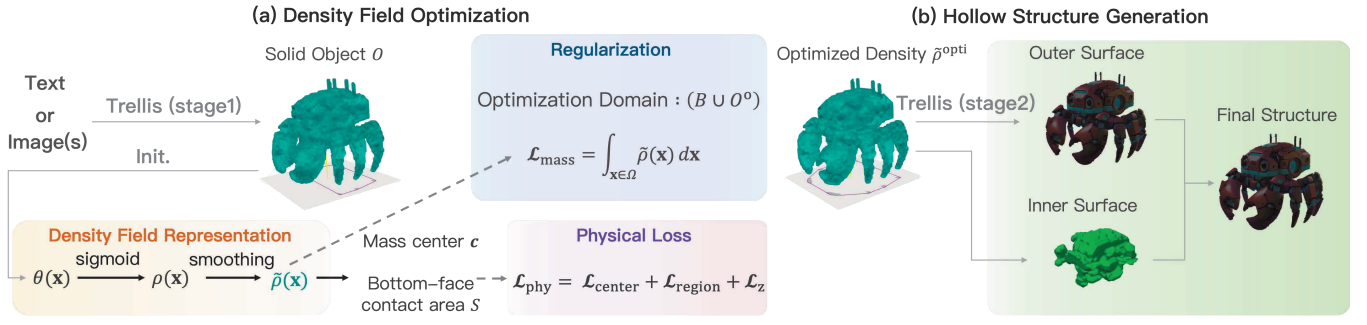 (a) Density Field Optimization
Text
or
Image(s)
Trellis (stage1)
Init.
Solid Object O
Regularization
Optimization Domain : (B ∪ Oᵒ)
ℒmass = ∫x∈Ω ρ̃(x) dx
Density Field Representation
θ(x) sigmoid ρ(x) smoothing ρ̃(x)
Mass center c
Bottom-face
contact area S
Physical Loss
ℒphy = ℒcenter + ℒregion + ℒz
(b) Hollow Structure Generation
Optimized Density ρ̃ᵒᵖᵗⁱ
Trellis (stage2)
Outer Surface
Inner Surface
Final Structure